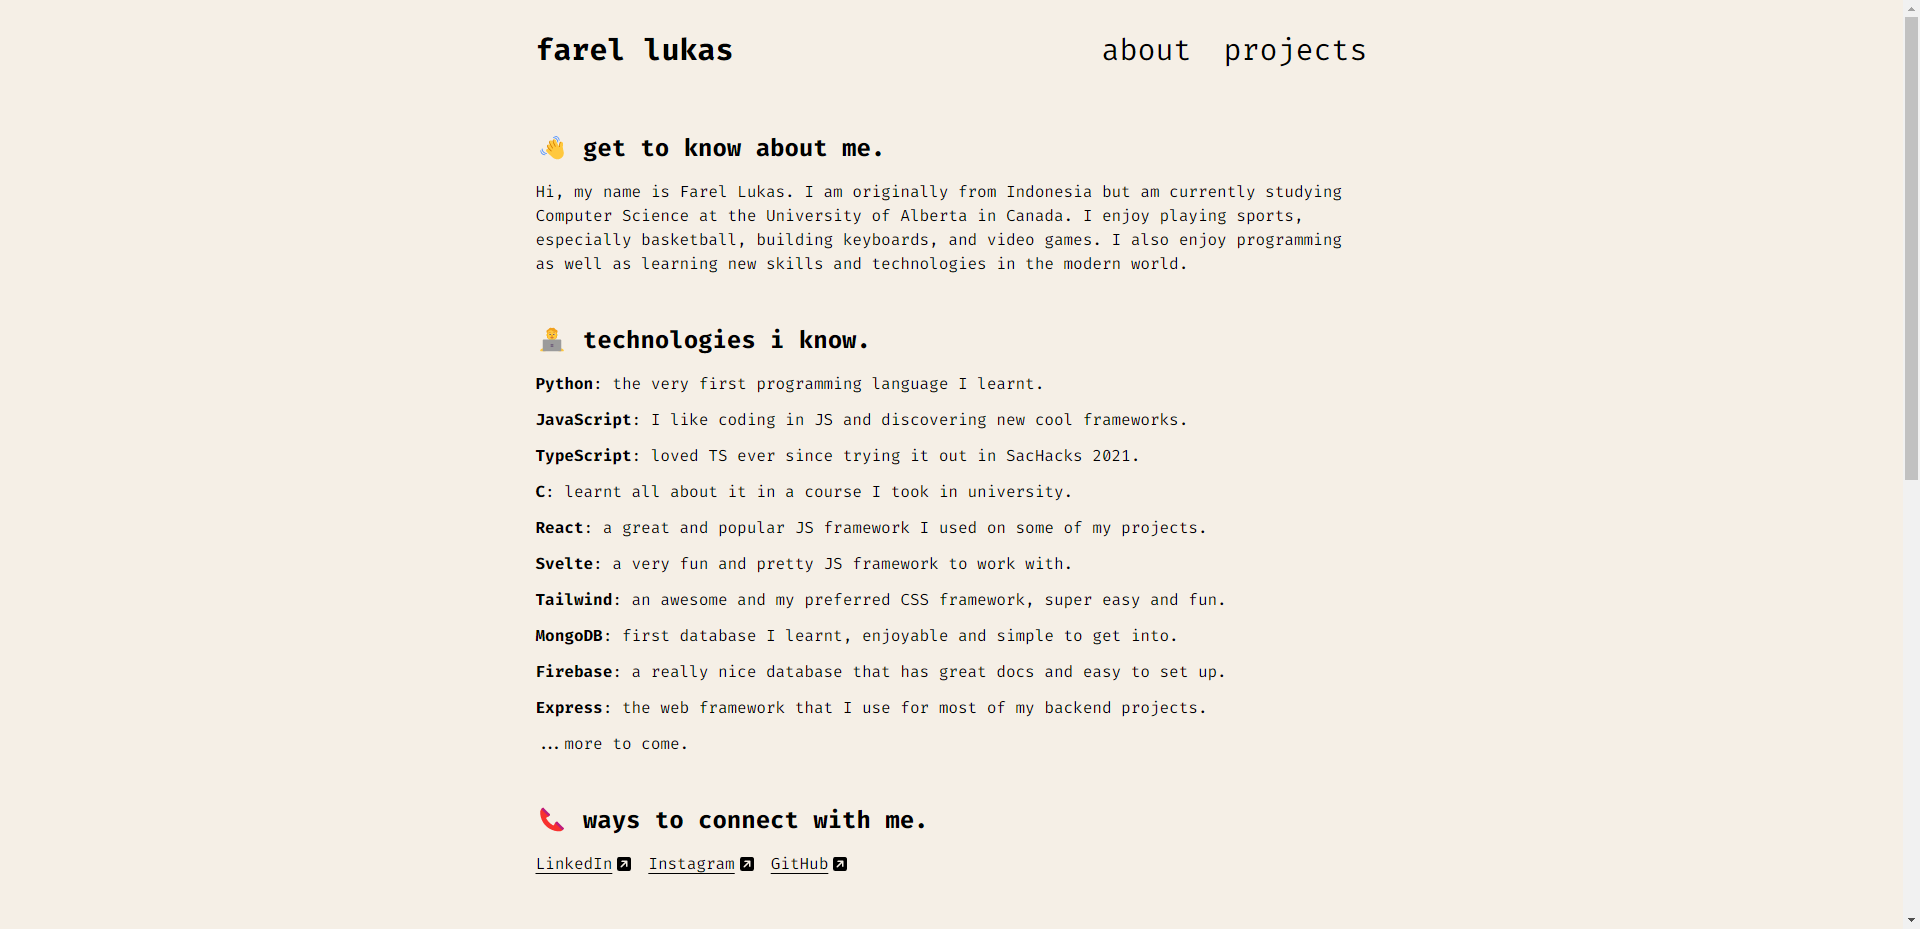 farel lukas
about projects
👋 get to know about me.
Hi, my name is Farel Lukas. I am originally from Indonesia but am currently studying
Computer Science at the University of Alberta in Canada. I enjoy playing sports,
especially basketball, building keyboards, and video games. I also enjoy programming
as well as learning new skills and technologies in the modern world.
technologies i know.
Python: the very first programming language I learnt.
JavaScript: I like coding in JS and discovering new cool frameworks.
TypeScript: loved TS ever since trying it out in SacHacks 2021.
C: learnt all about it in a course I took in university.
React: a great and popular JS framework I used on some of my projects.
Svelte: a very fun and pretty JS framework to work with.
Tailwind: an awesome and my preferred CSS framework, super easy and fun.
MongoDB: first database I learnt, enjoyable and simple to get into.
Firebase: a really nice database that has great docs and easy to set up.
Express: the web framework that I use for most of my backend projects.
...more to come.
ways to connect with me.
LinkedIn Instagram GitHub